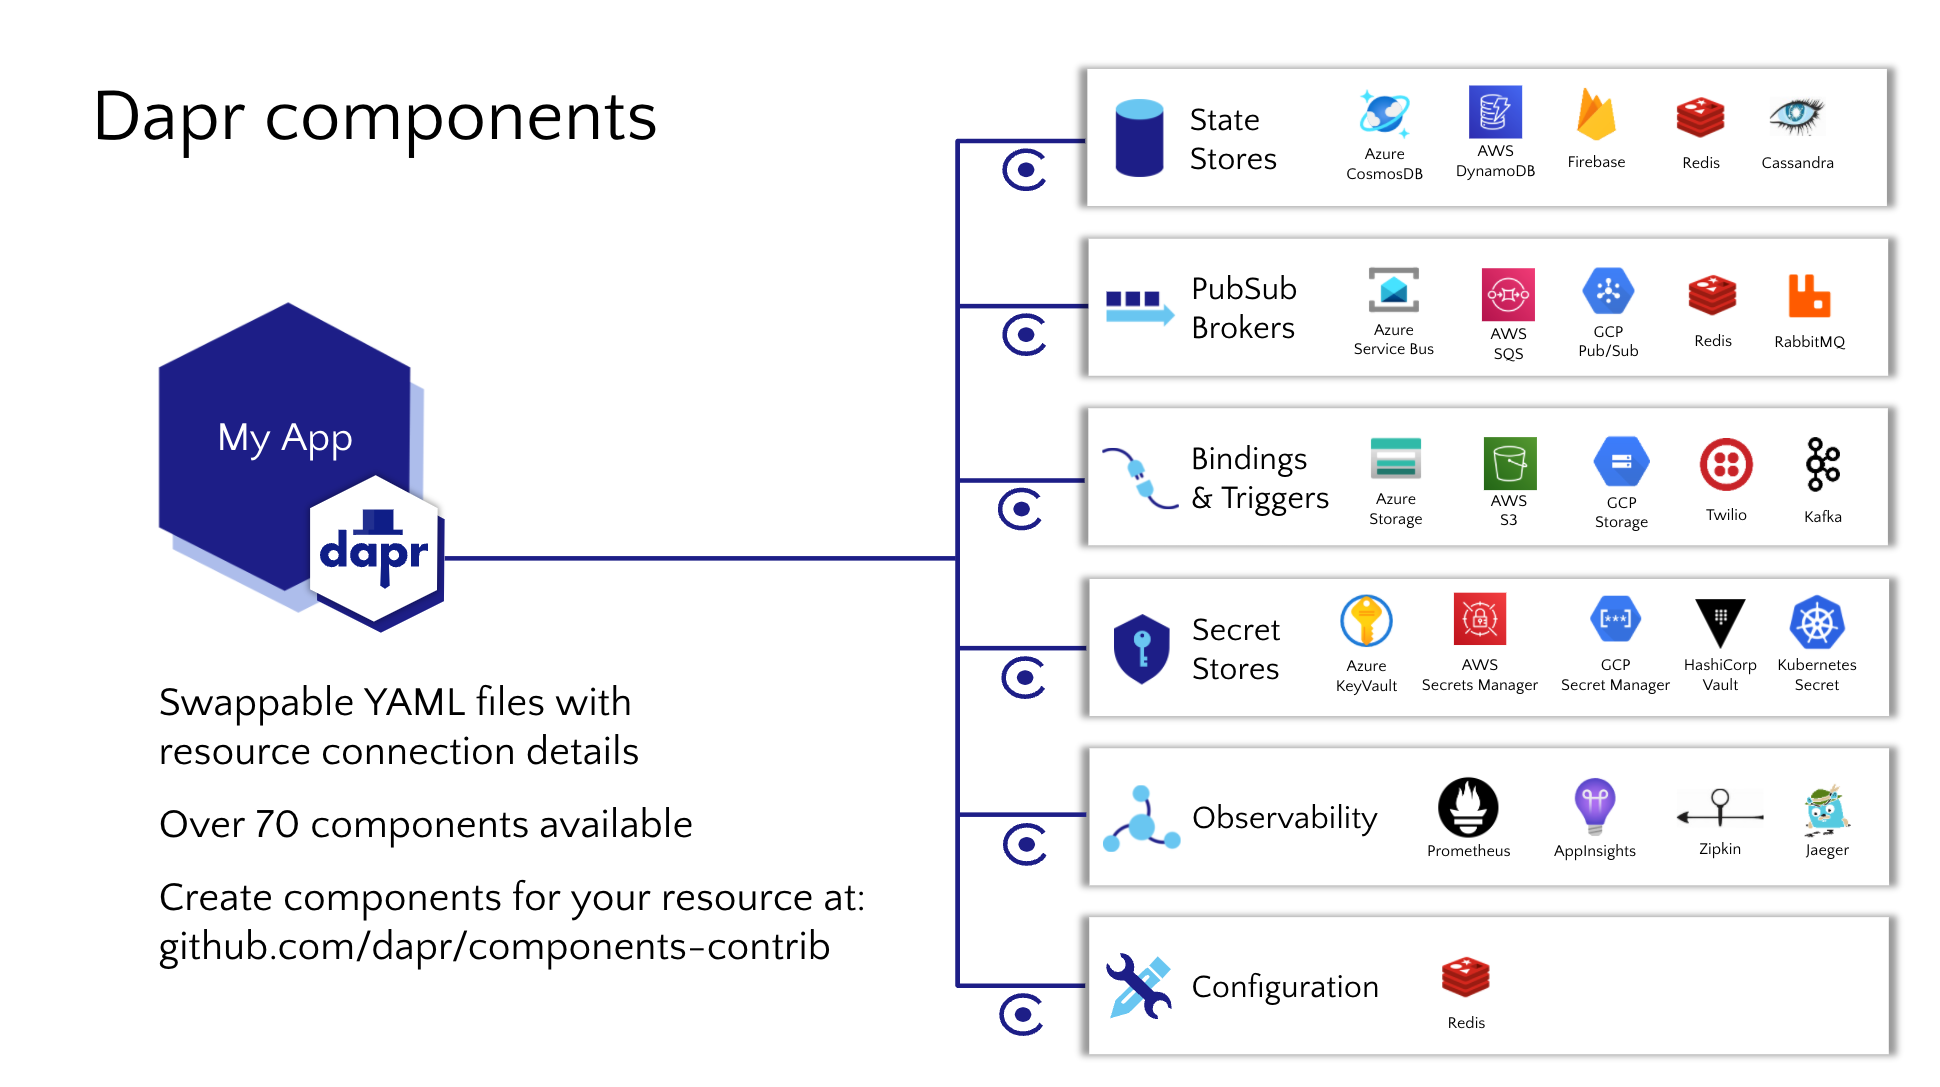 Dapr components
My App
dapr
Swappable YAML files with
resource connection details
Over 70 components available
Create components for your resource at:
github.com/dapr/components-contrib
State
Stores
Azure
CosmosDB
AWS
DynamoDB
Firebase
Redis
Cassandra
PubSub
Brokers
Azure
Service Bus
AWS
SQS
GCP
Pub/Sub
Redis
RabbitMQ
Bindings
& Triggers
Azure
Storage
AWS
S3
GCP
Storage
Twilio
Kafka
Secret
Stores
Azure
KeyVault
AWS
Secrets Manager
[***]
GCP
Secret Manager
HashiCorp
Vault
Kubernetes
Secret
Observability
Prometheus
AppInsights
Zipkin
Jaeger
Configuration
Redis